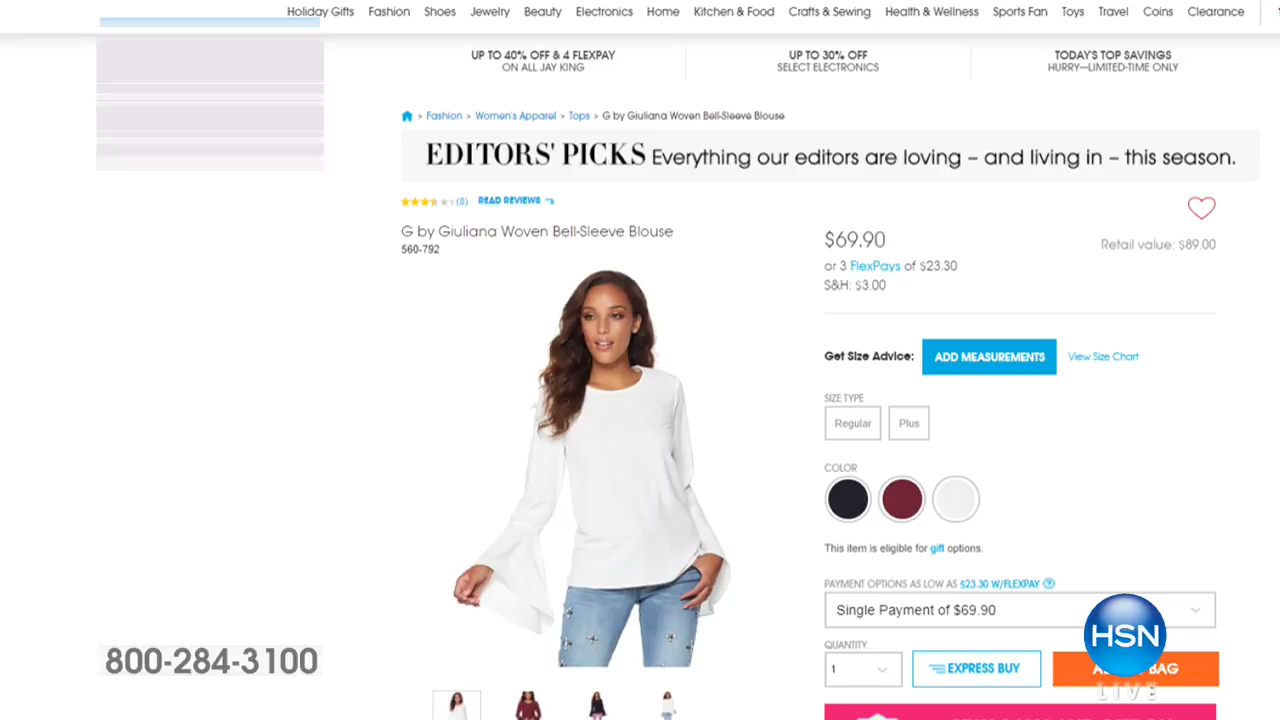 Holiday Gifts Fashion Shoes Jewelry Beauty Electronics Home Kitchen & Food Crafts & Sewing Health & Wellness Sports Fan Toys Travel Coins Clearance
UP TO 40% OFF & 4 FLEXPAY
ON ALL JAY KING
UP TO 30% OFF
SELECT ELECTRONICS
TODAY'S TOP SAVINGS
HURRY—LIMITED-TIME ONLY
> Fashion > Women's Apparel > Tops > G by Giuliana Woven Bell-Sleeve Blouse
EDITORS' PICKS Everything our editors are loving – and living in – this season.
(8) READ REVIEWS
G by Giuliana Woven Bell-Sleeve Blouse
560-792
$69.90
Retail value: $89.00
or 3 FlexPays of $23.30
S&H: $3.00
Get Size Advice: ADD MEASUREMENTS View Size Chart
SIZE TYPE
Regular Plus
COLOR
This item is eligible for gift options.
PAYMENT OPTIONS AS LOW AS $23.30 W/FLEXPAY ?
Single Payment of $69.90
QUANTITY
1 EXPRESS BUY BAG
HSN
LIVE
800-284-3100